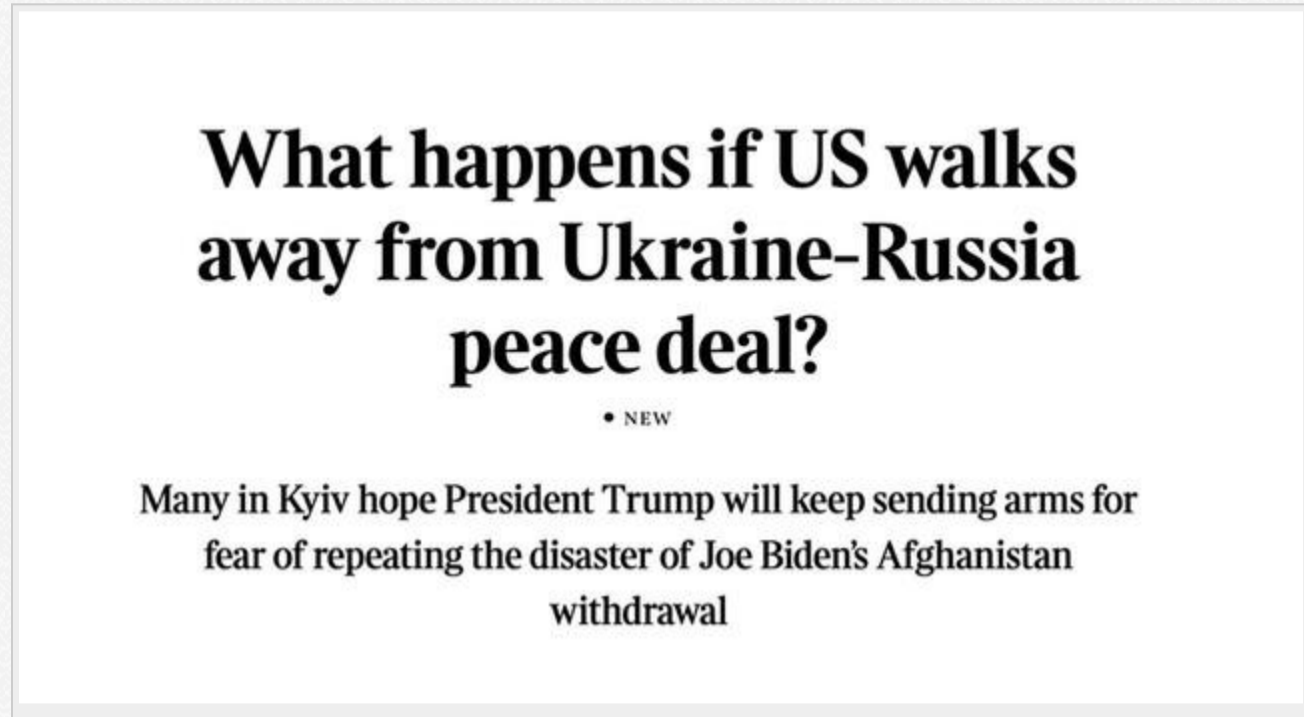 What happens if US walks
away from Ukraine-Russia
peace deal?
• NEW
Many in Kyiv hope President Trump will keep sending arms for
fear of repeating the disaster of Joe Biden's Afghanistan
withdrawal